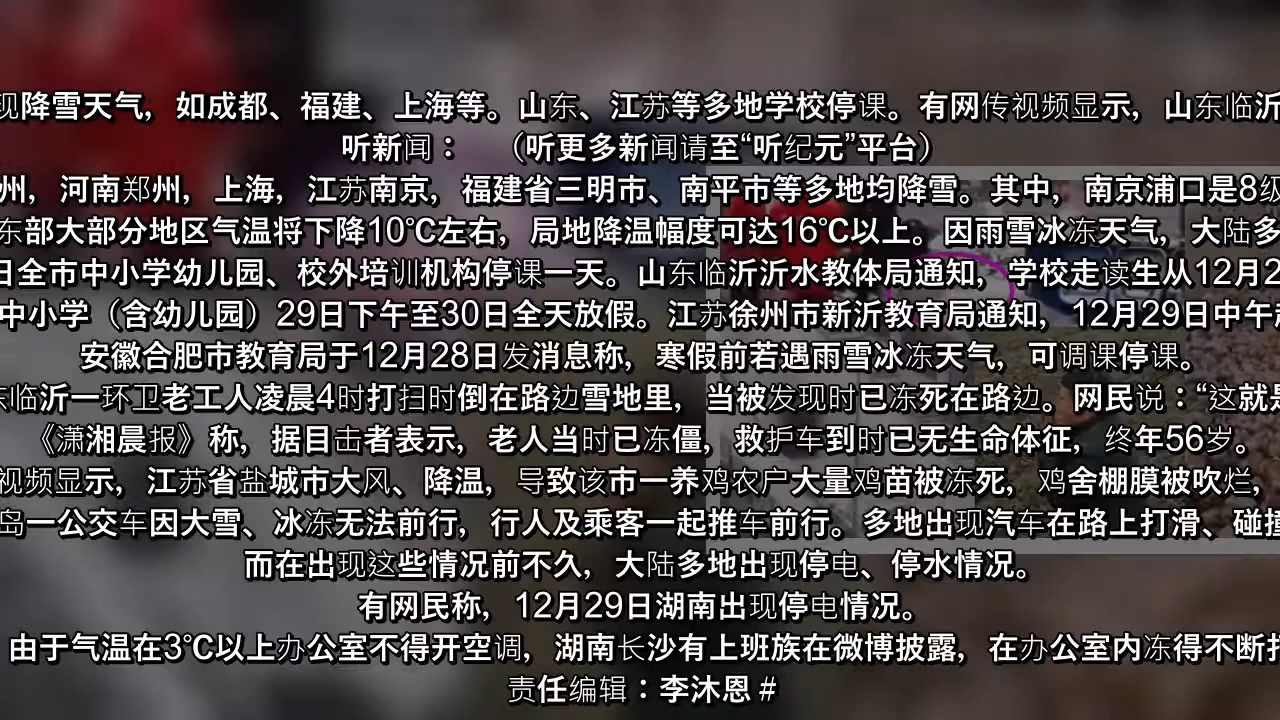 现降雪天气，如成都、福建、上海等。山东、江苏等多地学校停课。有网传视频显示，山东临沂
听新闻： （听更多新闻请至“听纪元”平台）
州，河南郑州，上海，江苏南京，福建省三明市、南平市等多地均降雪。其中，南京浦口是8级
东部大部分地区气温将下降10℃左右，局地降温幅度可达16℃以上。因雨雪冰冻天气，大陆多
日全市中小学幼儿园、校外培训机构停课一天。山东临沂沂水教体局通知，学校走读生从12月2
中小学（含幼儿园）29日下午至30日全天放假。江苏徐州市新沂教育局通知，12月29日中午起
安徽合肥市教育局于12月28日发消息称，寒假前若遇雨雪冰冻天气，可调课停课。
东临沂一环卫老工人凌晨4时打扫时倒在路边雪地里，当被发现时已冻死在路边。网民说：“这就是
《潇湘晨报》称，据目击者表示，老人当时已冻僵，救护车到时已无生命体征，终年56岁。
视频显示，江苏省盐城市大风、降温，导致该市一养鸡农户大量鸡苗被冻死，鸡舍棚膜被吹烂，
岛一公交车因大雪、冰冻无法前行，行人及乘客一起推车前行。多地出现汽车在路上打滑、碰撞
而在出现这些情况前不久，大陆多地出现停电、停水情况。
有网民称，12月29日湖南出现停电情况。
由于气温在3℃以上办公室不得开空调，湖南长沙有上班族在微博披露，在办公室内冻得不断
责任编辑：李沐恩 #